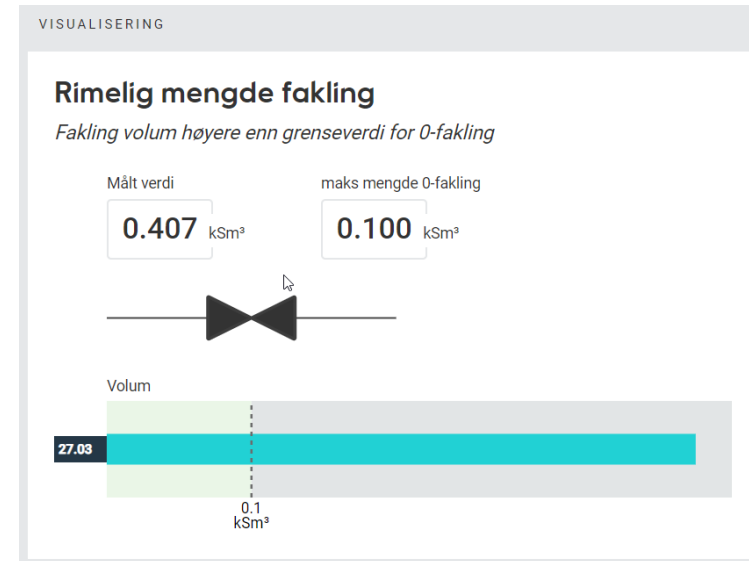 VISUALISERING
Rimelig mengde fakling
Fakling volum høyere enn grenseverdi for 0-fakling
Målt verdi
maks mengde 0-fakling
0.407 kSm³
0.100 kSm³
Volum
27.03
0.1
kSm³